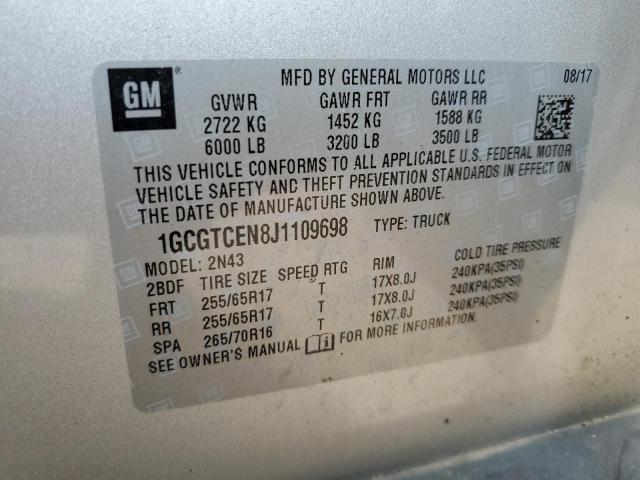 GM
MFD BY GENERAL MOTORS LLC 08/17
GVWR GAWR FRT GAWR RR
2722 KG 1452 KG 1588 KG
6000 LB 3200 LB 3500 LB
THIS VEHICLE CONFORMS TO ALL APPLICABLE U.S. FEDERAL MOTOR
VEHICLE SAFETY AND THEFT PREVENTION STANDARDS IN EFFECT ON
THE DATE OF MANUFACTURE SHOWN ABOVE.
1GCGTCEN8J1109698 TYPE: TRUCK
MODEL: 2N43
2BDF TIRE SIZE SPEED RTG RIM COLD TIRE PRESSURE
FRT 255/65R17 T 17X8.0J 240KPA(35PSI)
RR 255/65R17 T 17X8.0J 240KPA(35PSI)
SPA 265/70R16 T 16X7.0J 240KPA(35PSI)
SEE OWNER'S MANUAL FOR MORE INFORMATION.